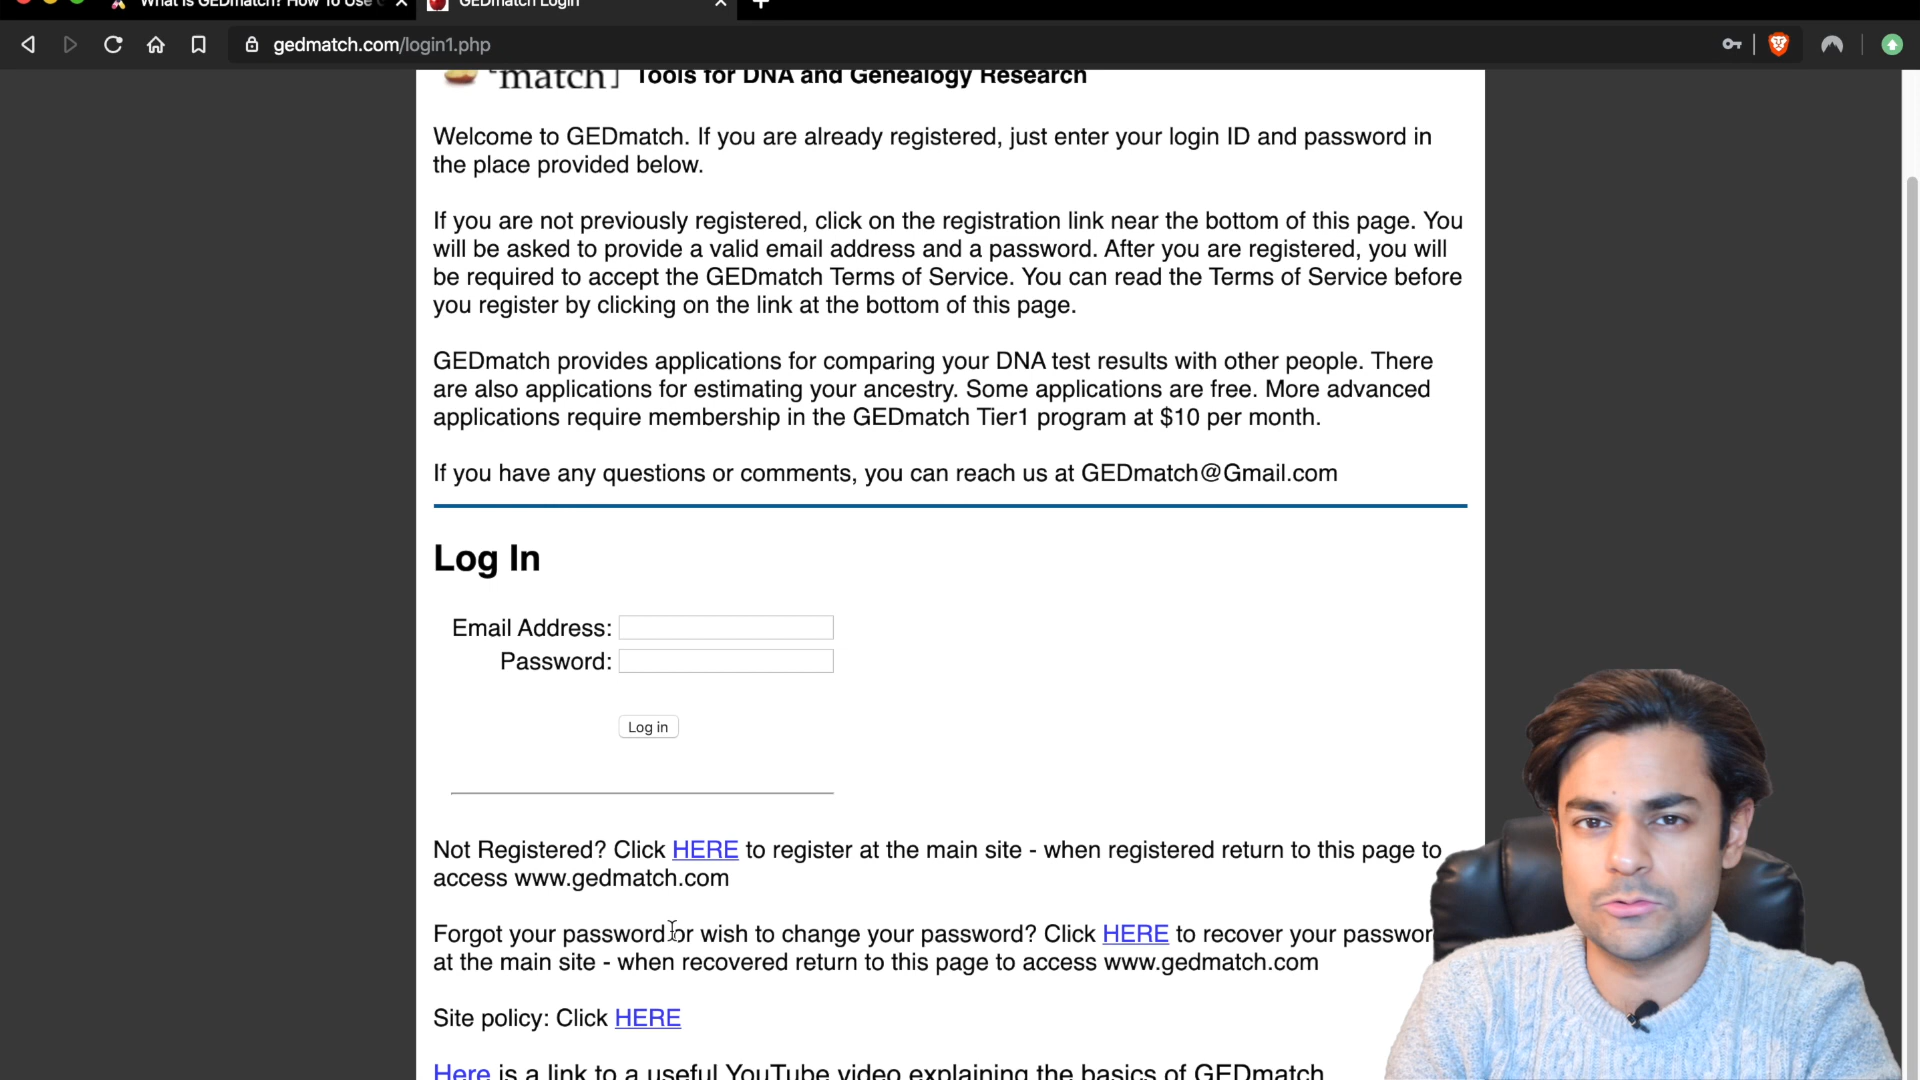 What is GEDmatch? How To Use
GEDmatch Login
gedmatch.com/login1.php
match
Tools for DNA and Genealogy Research
Welcome to GEDmatch. If you are already registered, just enter your login ID and password in
the place provided below.
If you are not previously registered, click on the registration link near the bottom of this page. You
will be asked to provide a valid email address and a password. After you are registered, you will
be required to accept the GEDmatch Terms of Service. You can read the Terms of Service before
you register by clicking on the link at the bottom of this page.
GEDmatch provides applications for comparing your DNA test results with other people. There
are also applications for estimating your ancestry. Some applications are free. More advanced
applications require membership in the GEDmatch Tier1 program at $10 per month.
If you have any questions or comments, you can reach us at GEDmatch@Gmail.com
Log In
Email Address:
Password:
Log in
Not Registered? Click HERE to register at the main site - when registered return to this page to
access www.gedmatch.com
Forgot your password or wish to change your password? Click HERE to recover your passwor
at the main site - when recovered return to this page to access www.gedmatch.com
Site policy: Click HERE
Here is a link to a useful YouTube video explaining the basics of GEDmatch